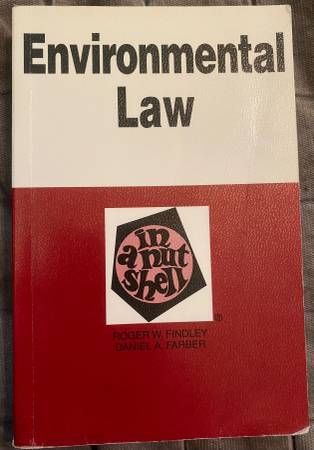 Environmental
Law
in
a nut
shell
®
ROGER W. FINDLEY
DANIEL A. FARBER